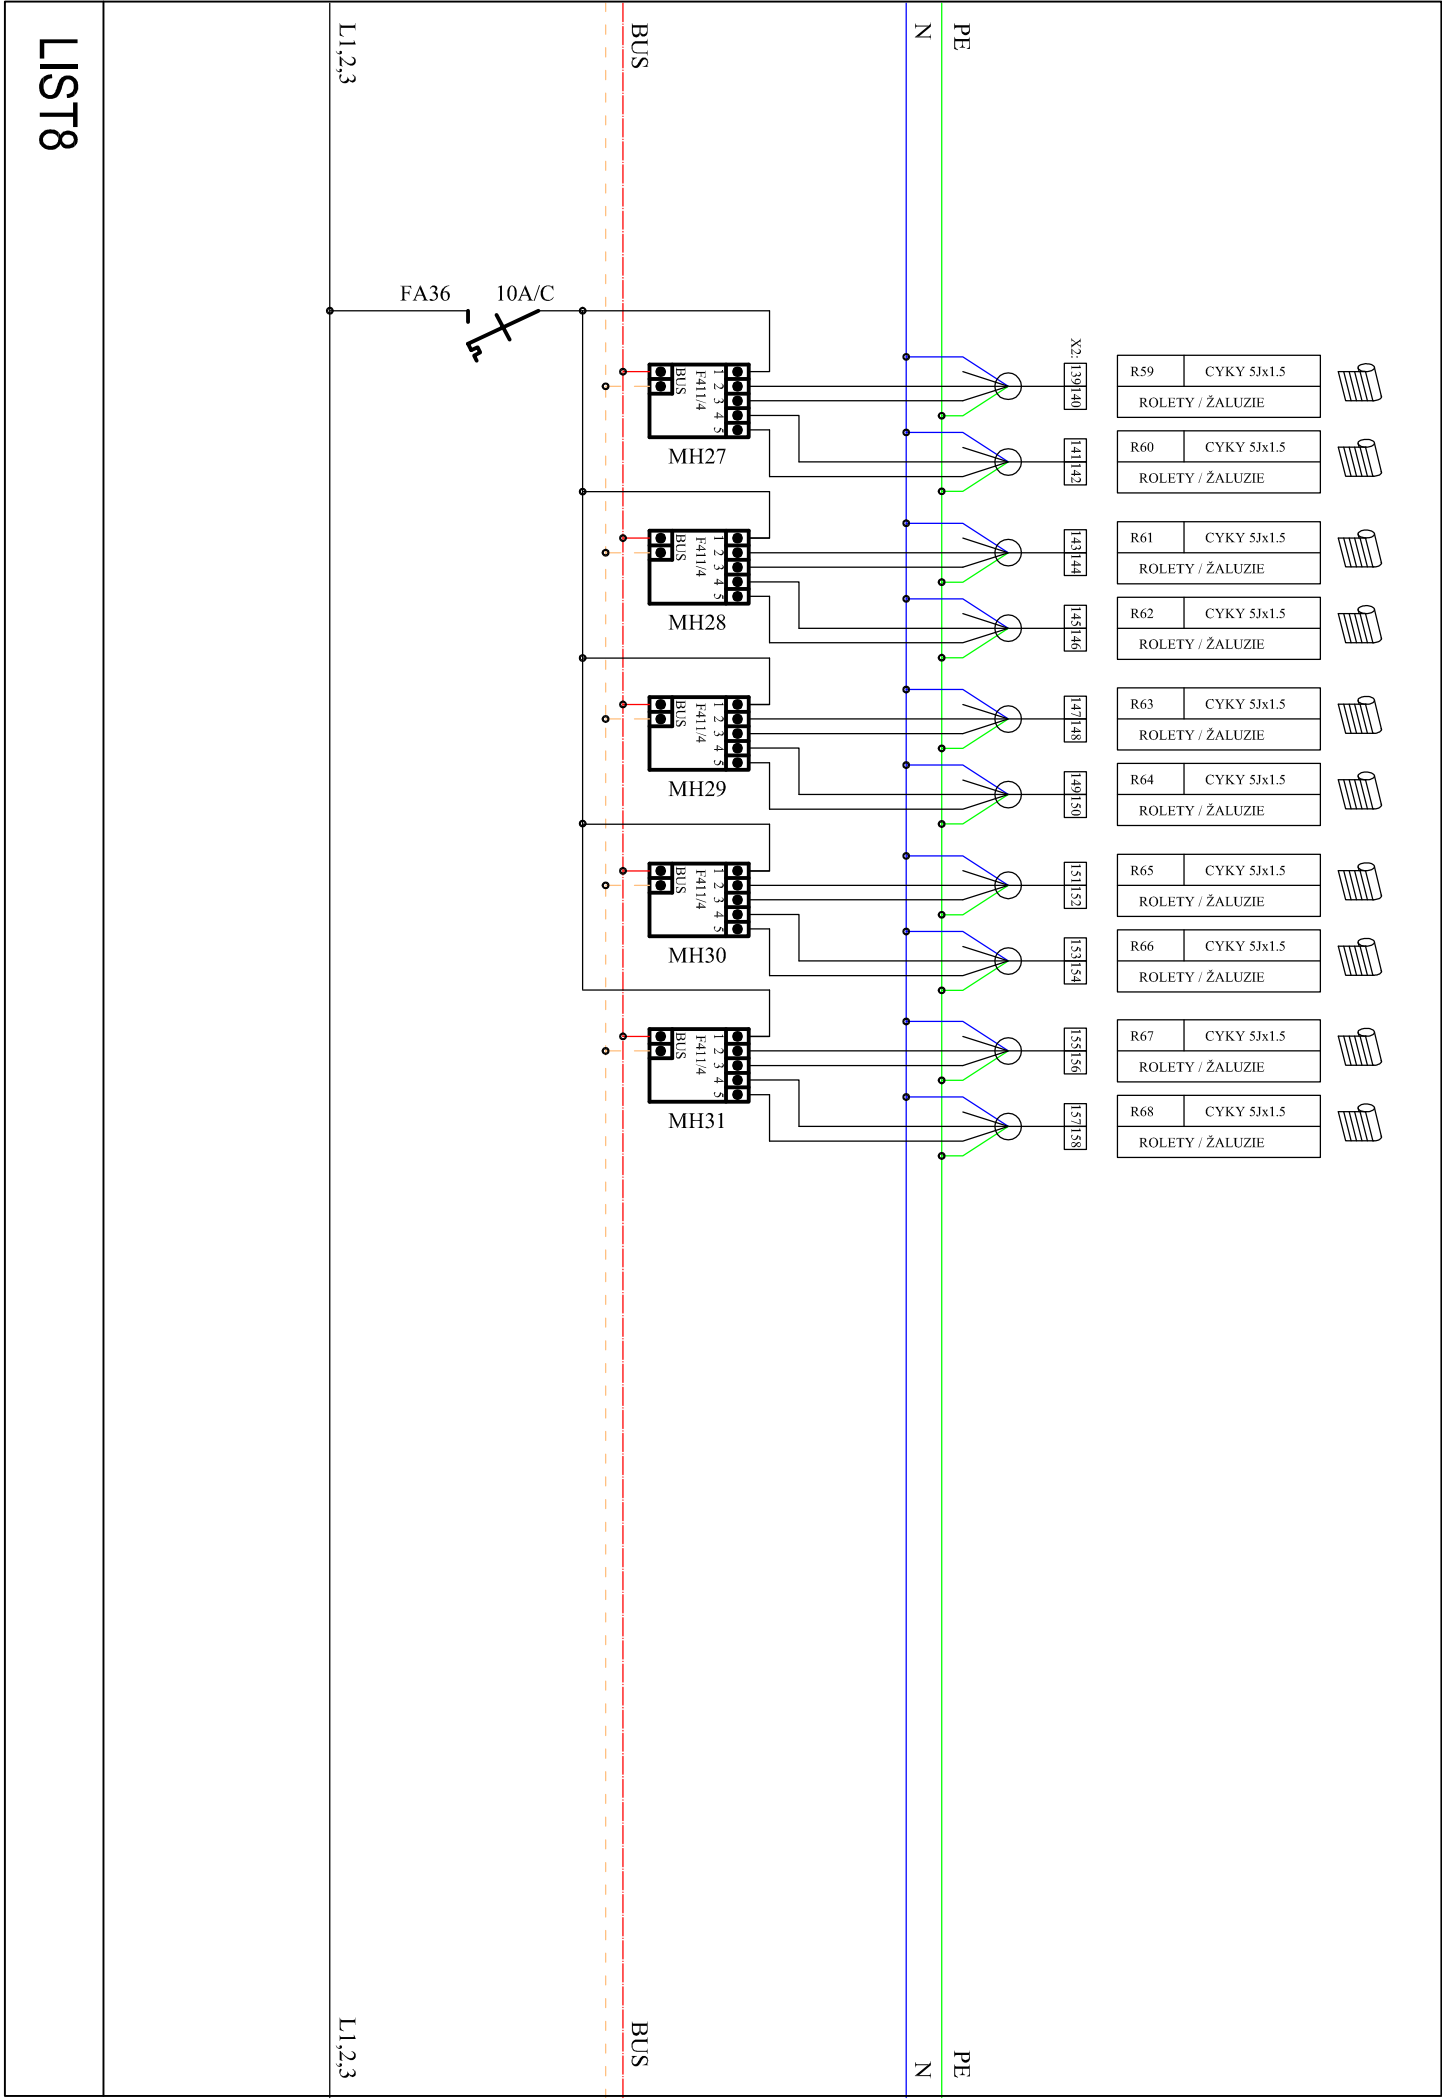 LIST8
L1,2,3
BUS
N
PE
FA36
10A/C
X2:
139 140
R59 CYKY 5Jx1.5
ROLETY / ŽALUZIE
1 2 3 4 5
F411/4
BUS
MH27
141 142
R60 CYKY 5Jx1.5
ROLETY / ŽALUZIE
143 144
R61 CYKY 5Jx1.5
ROLETY / ŽALUZIE
1 2 3 4 5
F411/4
BUS
MH28
145 146
R62 CYKY 5Jx1.5
ROLETY / ŽALUZIE
147 148
R63 CYKY 5Jx1.5
ROLETY / ŽALUZIE
1 2 3 4 5
F411/4
BUS
MH29
149 150
R64 CYKY 5Jx1.5
ROLETY / ŽALUZIE
151 152
R65 CYKY 5Jx1.5
ROLETY / ŽALUZIE
1 2 3 4 5
F411/4
BUS
MH30
153 154
R66 CYKY 5Jx1.5
ROLETY / ŽALUZIE
155 156
R67 CYKY 5Jx1.5
ROLETY / ŽALUZIE
1 2 3 4 5
F411/4
BUS
MH31
157 158
R68 CYKY 5Jx1.5
ROLETY / ŽALUZIE
L1,2,3
BUS
N
PE